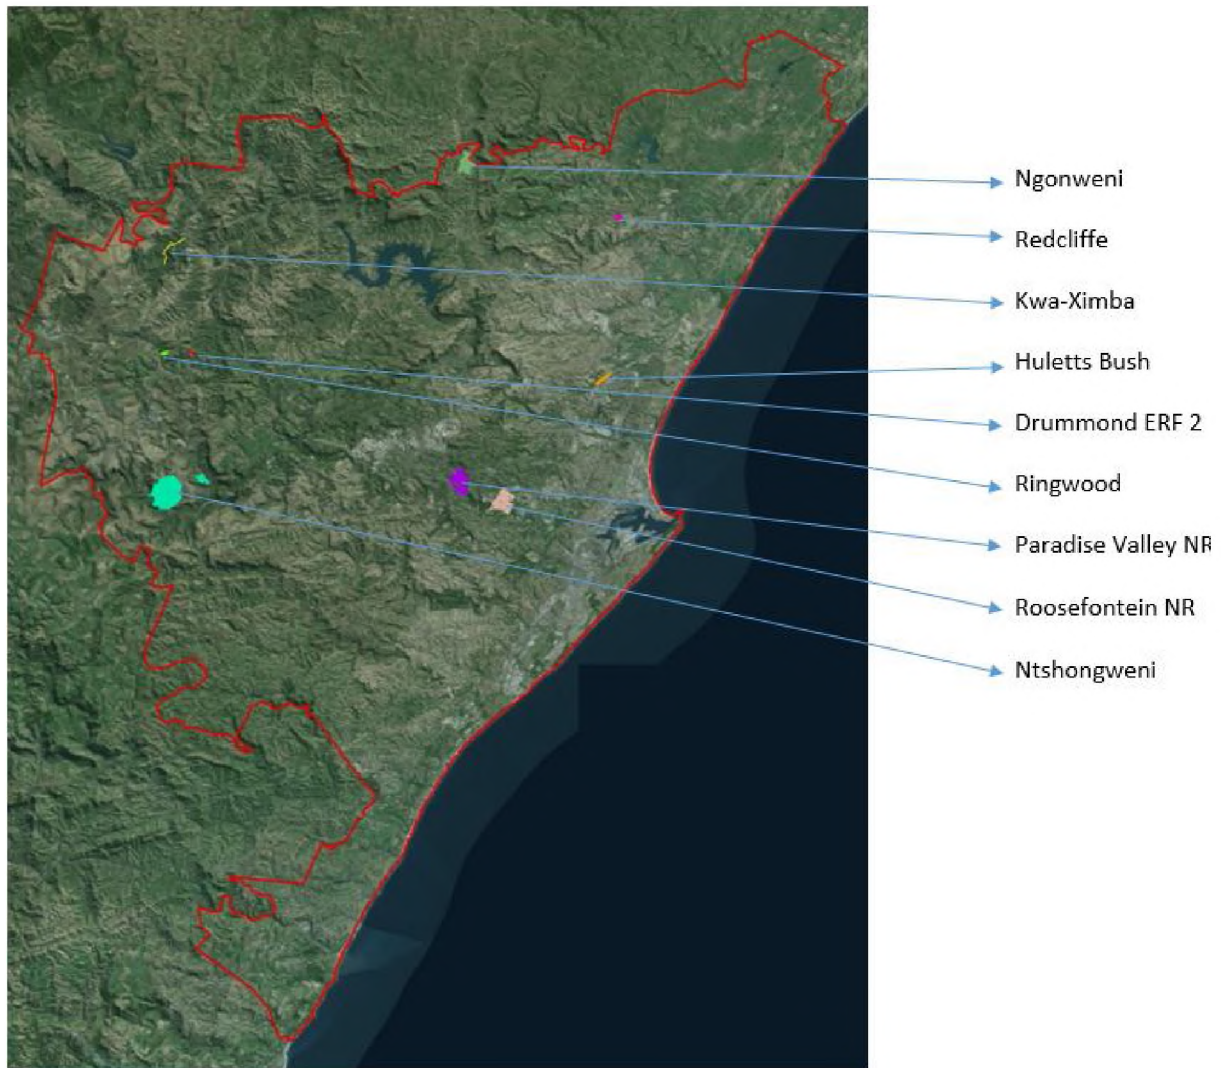 Ngonweni
Redcliffe
Kwa-Ximba
Huletts Bush
Drummond ERF 2
Ringwood
Paradise Valley NR
Roosefontein NR
Ntshongweni